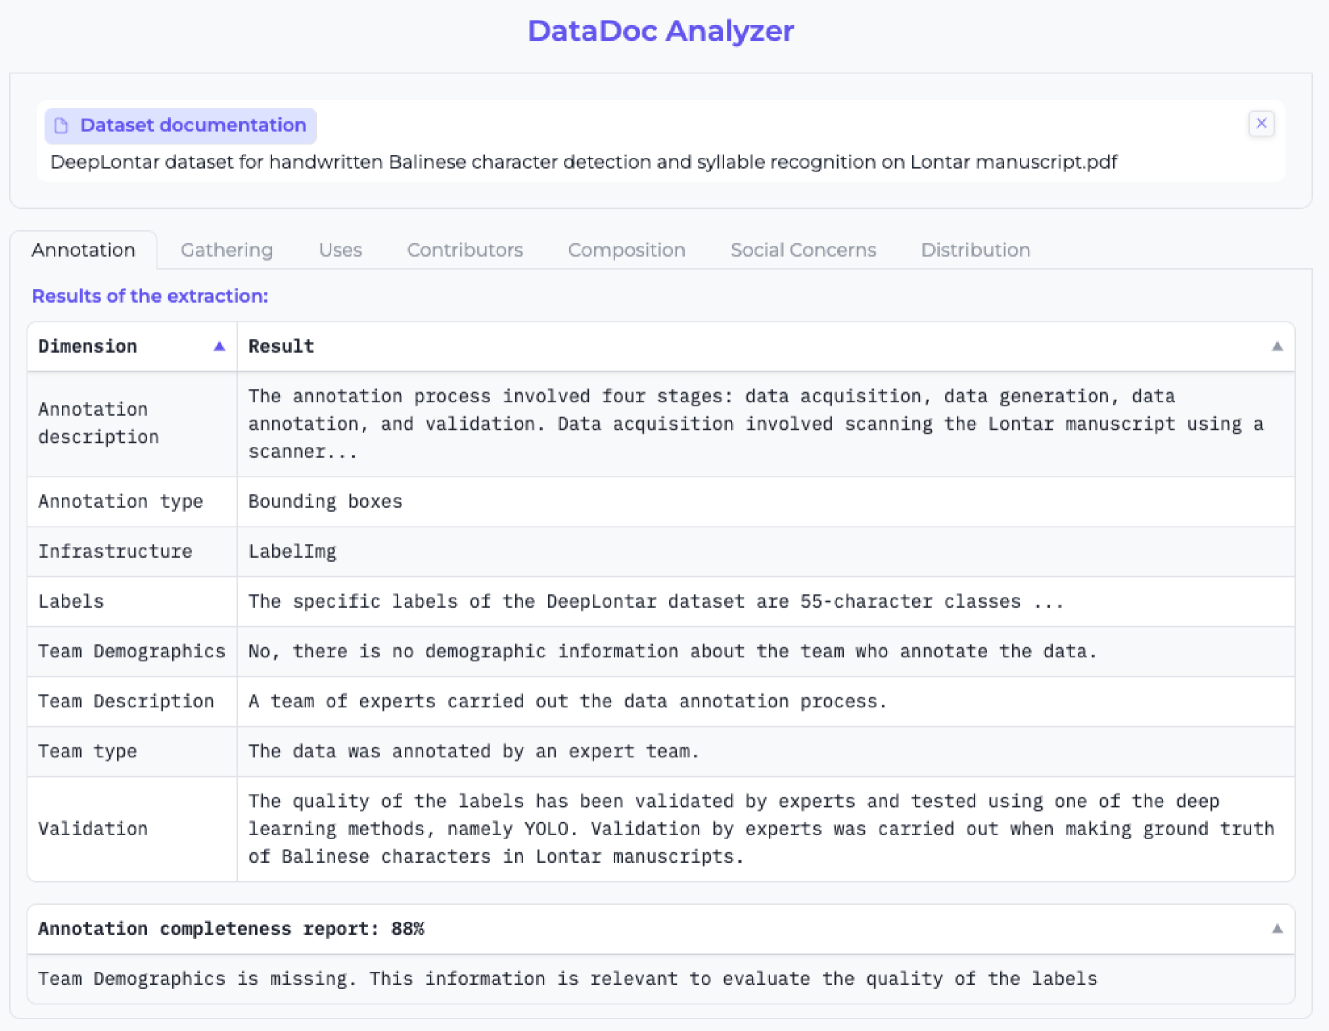 DataDoc Analyzer
Dataset documentation
DeepLontar dataset for handwritten Balinese character detection and syllable recognition on Lontar manuscript.pdf
Annotation Gathering Uses Contributors Composition Social Concerns Distribution
Results of the extraction:
Dimension Result
Annotation description
The annotation process involved four stages: data acquisition, data generation, data
annotation, and validation. Data acquisition involved scanning the Lontar manuscript using a
scanner...
Annotation type Bounding boxes
Infrastructure LabelImg
Labels The specific labels of the DeepLontar dataset are 55-character classes ...
Team Demographics No, there is no demographic information about the team who annotate the data.
Team Description A team of experts carried out the data annotation process.
Team type The data was annotated by an expert team.
Validation
The quality of the labels has been validated by experts and tested using one of the deep
learning methods, namely YOLO. Validation by experts was carried out when making ground truth
of Balinese characters in Lontar manuscripts.
Annotation completeness report: 88%
Team Demographics is missing. This information is relevant to evaluate the quality of the labels